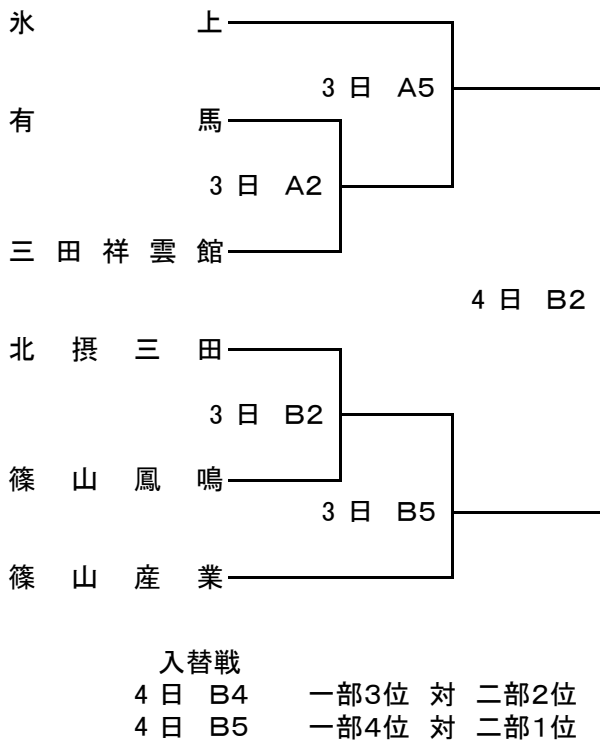 氷上
3日 A5
有馬
3日 A2
三田祥雲館
4日 B2
北摂三田
3日 B2
篠山鳳鳴
3日 B5
篠山産業
入替戦
4日 B4 一部3位 対 二部2位
4日 B5 一部4位 対 二部1位